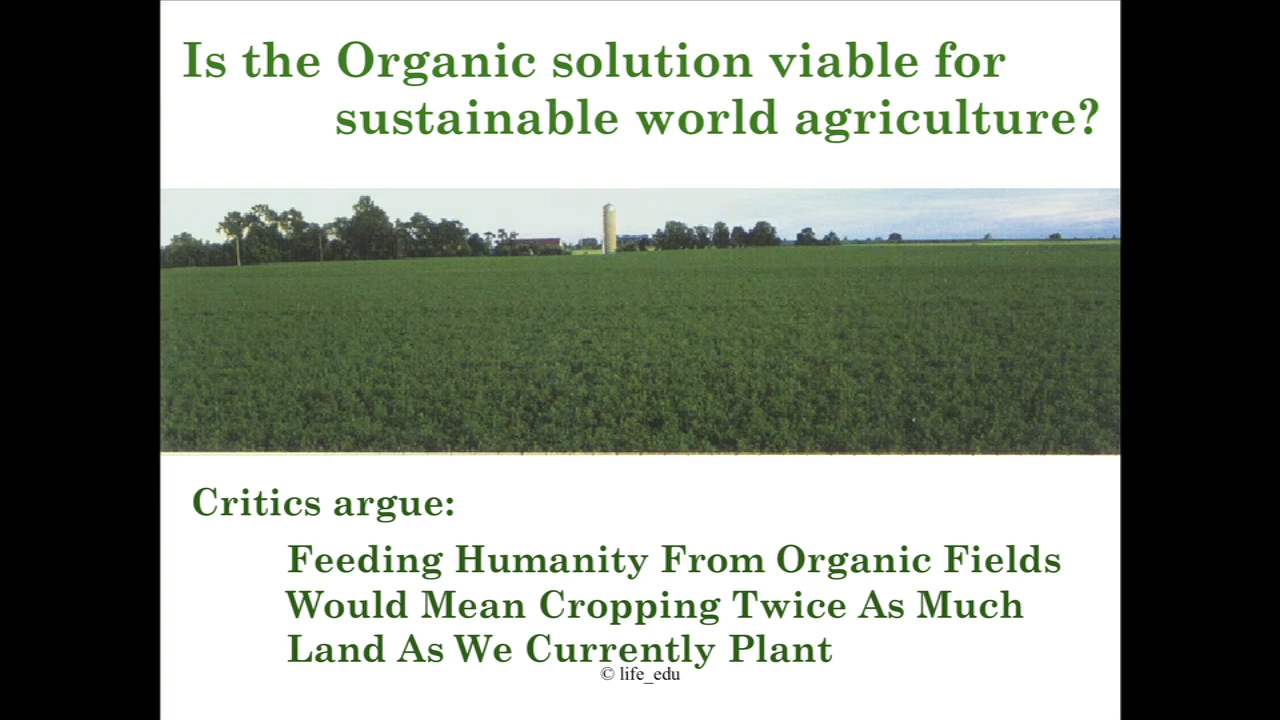 Is the Organic solution viable for
sustainable world agriculture?
Critics argue:
Feeding Humanity From Organic Fields
Would Mean Cropping Twice As Much
Land As We Currently Plant
© life_edu